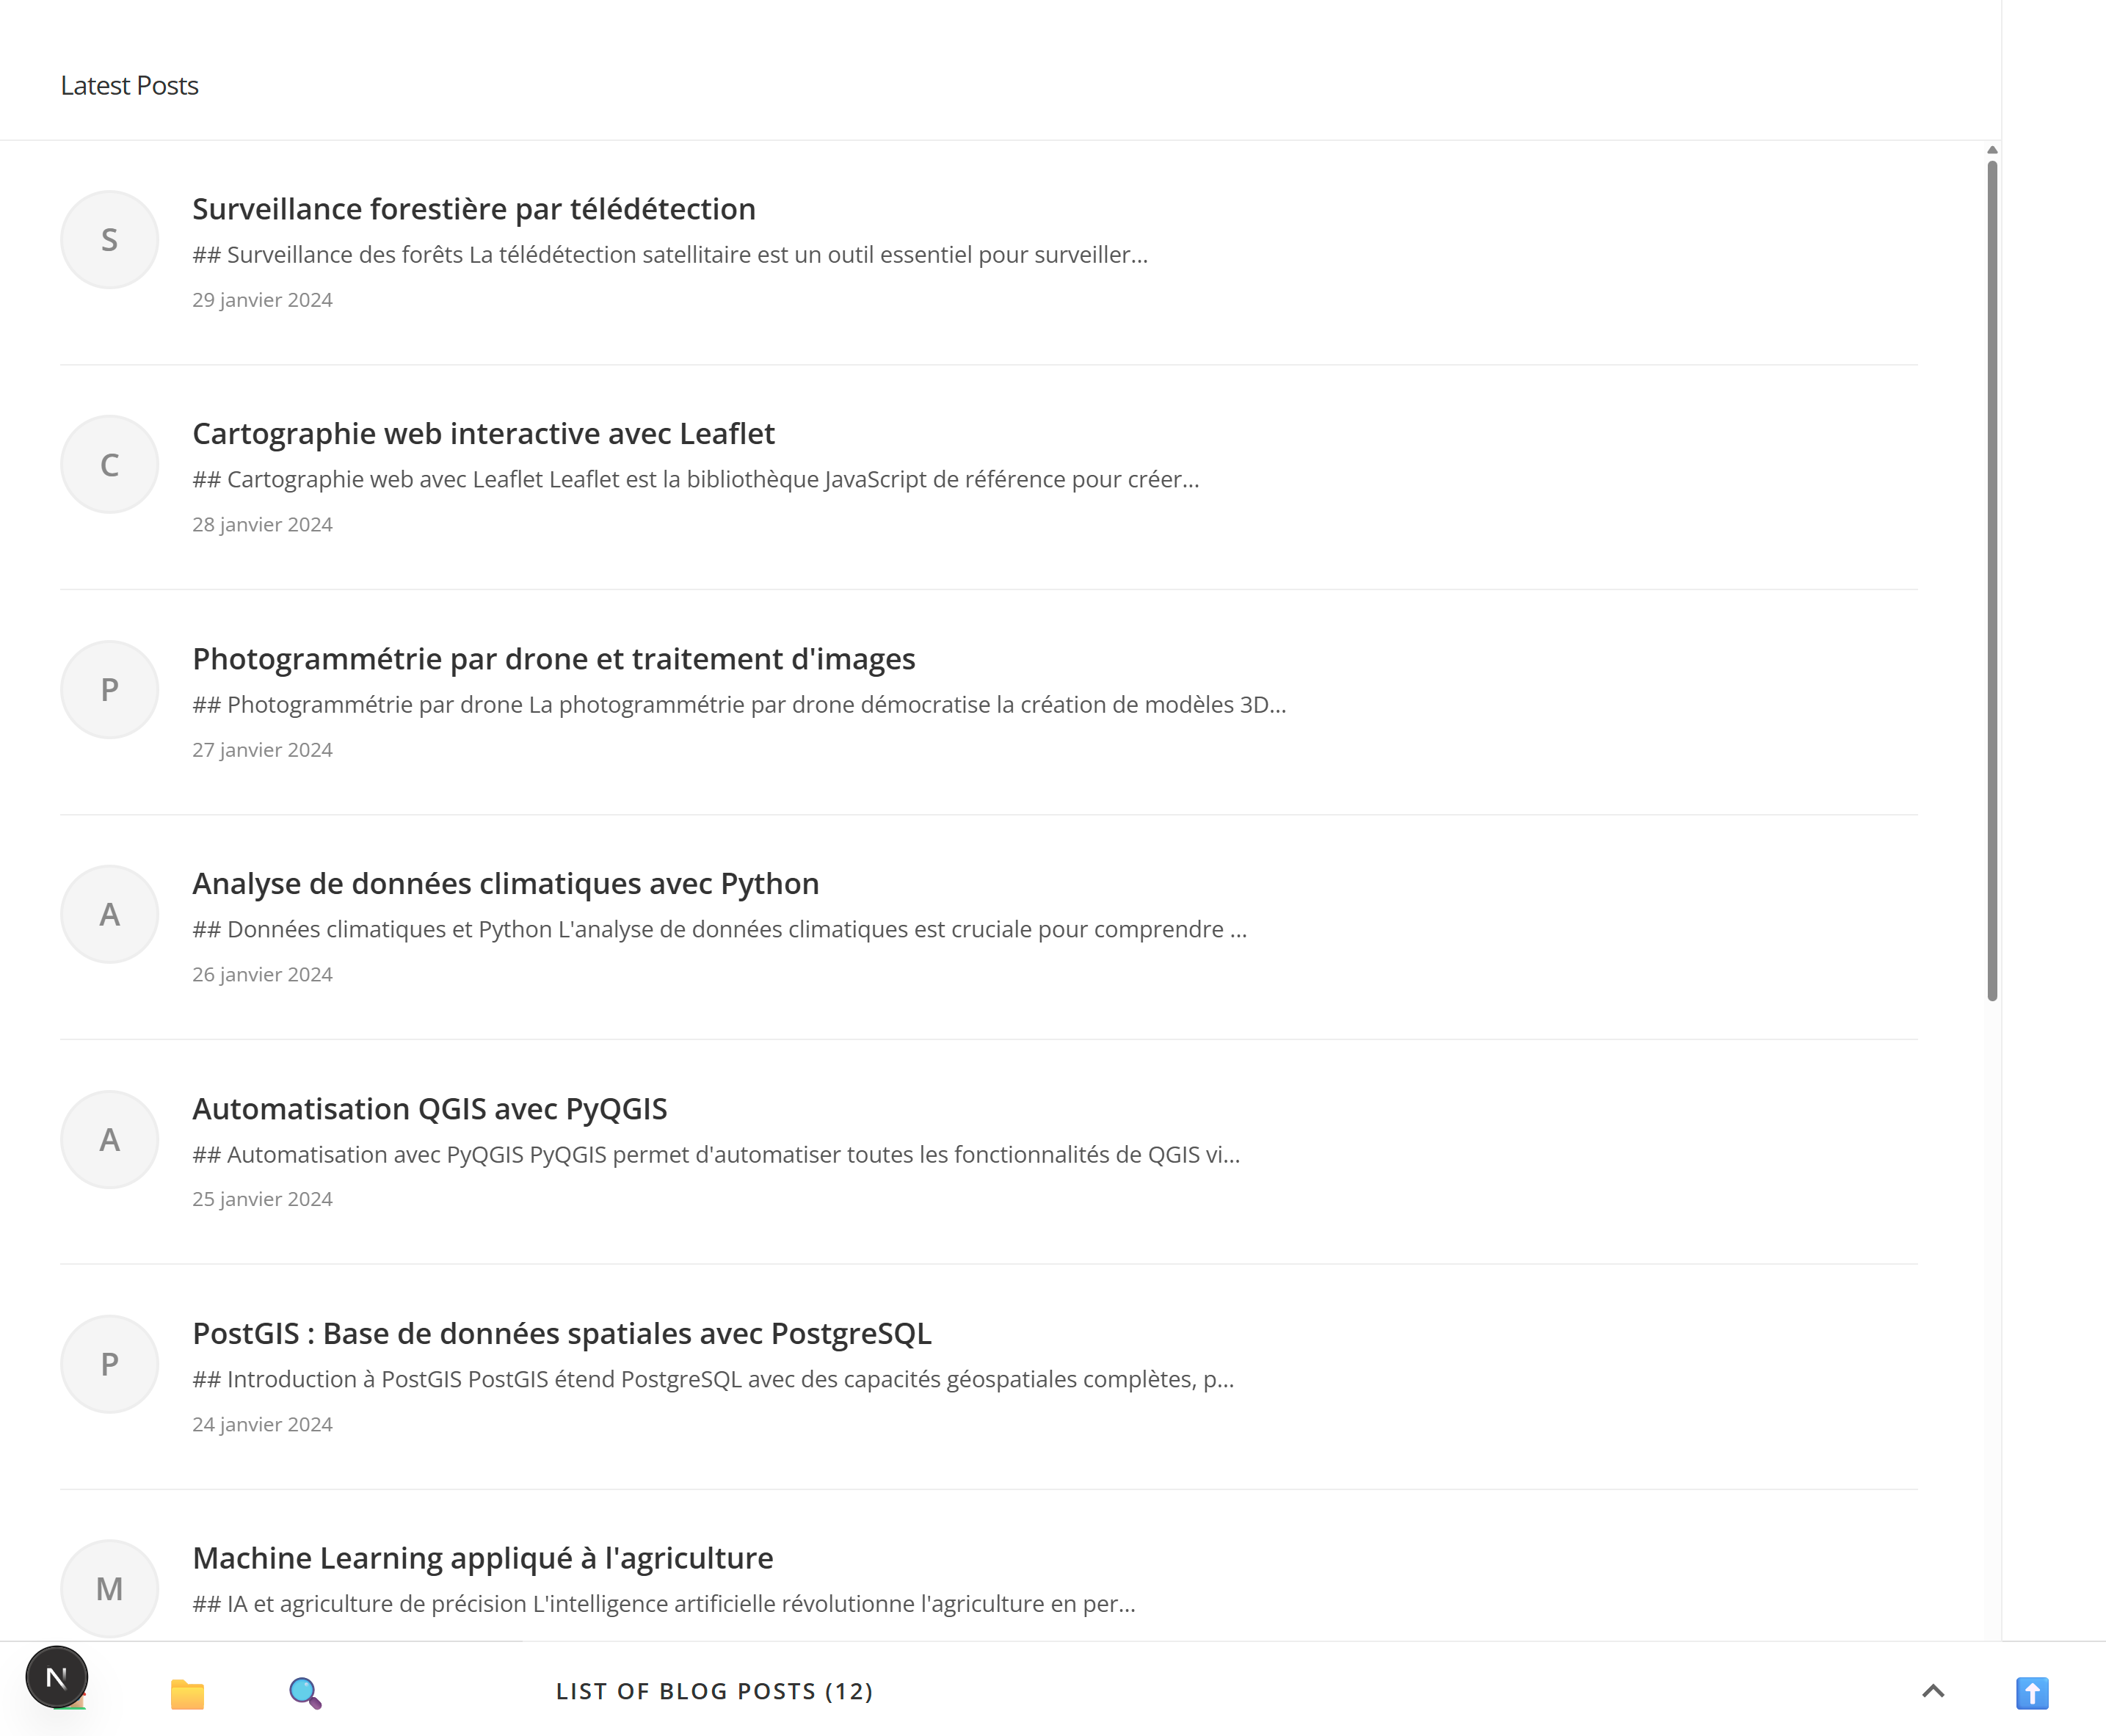 Latest Posts
S
Surveillance forestière par télédétection
## Surveillance des forêts La télédétection satellitaire est un outil essentiel pour surveiller...
29 janvier 2024
C
Cartographie web interactive avec Leaflet
## Cartographie web avec Leaflet Leaflet est la bibliothèque JavaScript de référence pour créer...
28 janvier 2024
P
Photogrammétrie par drone et traitement d'images
## Photogrammétrie par drone La photogrammétrie par drone démocratise la création de modèles 3D...
27 janvier 2024
A
Analyse de données climatiques avec Python
## Données climatiques et Python L'analyse de données climatiques est cruciale pour comprendre ...
26 janvier 2024
A
Automatisation QGIS avec PyQGIS
## Automatisation avec PyQGIS PyQGIS permet d'automatiser toutes les fonctionnalités de QGIS vi...
25 janvier 2024
P
PostGIS : Base de données spatiales avec PostgreSQL
## Introduction à PostGIS PostGIS étend PostgreSQL avec des capacités géospatiales complètes, p...
24 janvier 2024
M
Machine Learning appliqué à l'agriculture
## IA et agriculture de précision L'intelligence artificielle révolutionne l'agriculture en per...
N
LIST OF BLOG POSTS (12)